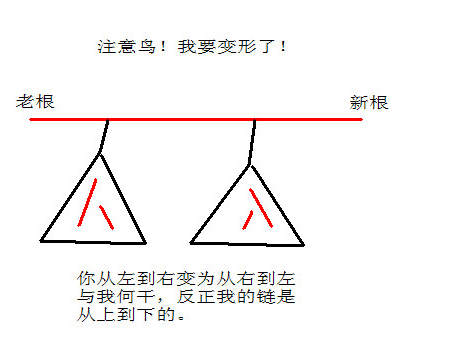 注意鸟！我要变形了！
老根
新根
你从左到右变为从右到左
与我何干，反正我的链是
从上到下的。